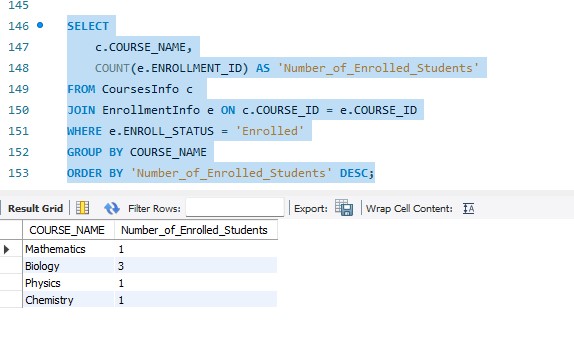 145
146 SELECT
147 c.COURSE_NAME,
148 COUNT(e.ENROLLMENT_ID) AS 'Number_of_Enrolled_Students'
149 FROM CoursesInfo c
150 JOIN EnrollmentInfo e ON c.COURSE_ID = e.COURSE_ID
151 WHERE e.ENROLL_STATUS = 'Enrolled'
152 GROUP BY COURSE_NAME
153 ORDER BY 'Number_of_Enrolled_Students' DESC;
Result Grid Filter Rows: Export: Wrap Cell Content:
COURSE_NAME Number_of_Enrolled_Students
Mathematics 1
Biology 3
Physics 1
Chemistry 1